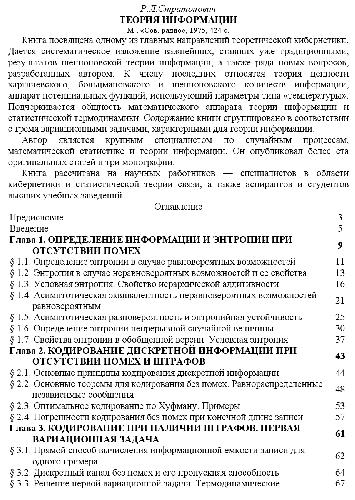 Р.Л.Стратонович
ТЕОРИЯ ИНФОРМАЦИИ
М.: «Сов. радио», 1975, 424 с.
Книга посвящена одному из главных направлений теоретической кибернетики.
Дается систематическое изложение важнейших, ставших уже традиционными,
результатов шенноновской теории информации, а также ряда новых вопросов,
разработанных автором. К числу последних относятся теория ценности
хартлиевского, больцмановского и шенноновского количеств информации,
аппарат потенциальных функций, использующий параметры типа «температуры».
Подчеркивается общность математического аппарата теории информации и
статистической термодинамики. Содержание книги сгруппировано в соответствии
с тремя вариационными задачами, характерными для теории информации.
Автор является крупным специалистом по случайным процессам,
математической статистике и теории информации. Он опубликовал более ста
оригинальных статей и три монографии.
Книга рассчитана на научных работников — специалистов в области
кибернетики и статистической теории связи, а также аспирантов и студентов
высших учебных заведений.
Оглавление
Предисловие 3
Введение 5
Глава 1. ОПРЕДЕЛЕНИЕ ИНФОРМАЦИИ И ЭНТРОПИИ ПРИ 9
ОТСУТСТВИИ ПОМЕХ
§ 1.1. Определение энтропии в случае равновероятных возможностей 11
§ 1.2. Энтропия в случае неравновероятных возможностей и ее свойства 13
§ 1.3. Условная энтропия. Свойство иерархической аддитивности 16
§ 1.4. Асимптотическая эквивалентность неравновероятных возможностей 21
равновероятным
§ 1.5. Асимптотическая равновероятность и энтропийная устойчивость 25
§ 1.6. Определение энтропии непрерывной случайной величины 30
§ 1.7. Свойства энтропии в обобщенной версии. Условная энтропия 37
Глава 2. КОДИРОВАНИЕ ДИСКРЕТНОЙ ИНФОРМАЦИИ ПРИ 43
ОТСУТСТВИИ ПОМЕХ И ШТРАФОВ
§ 2.1. Основные принципы кодирования дискретной информации 44
§ 2.2. Основные теоремы для кодирования без помех. Равнораспределенные 48
независимые сообщения
§ 2.3. Оптимальное кодирование по Хуфману. Примеры 53
§ 2.4. Погрешности кодирования без помех при конечной длине записи 57
Глава 3. КОДИРОВАНИЕ ПРИ НАЛИЧИИ ШТРАФОВ. ПЕРВАЯ 61
ВАРИАЦИОННАЯ ЗАДАЧА
§ 3.1. Прямой способ вычисления информационной емкости записи для 62
одного примера
§ 3.2. Дискретный канал без помех и его пропускная способность 64
§ 3.3. Решение первой вариационной задачи. Термодинамические 67